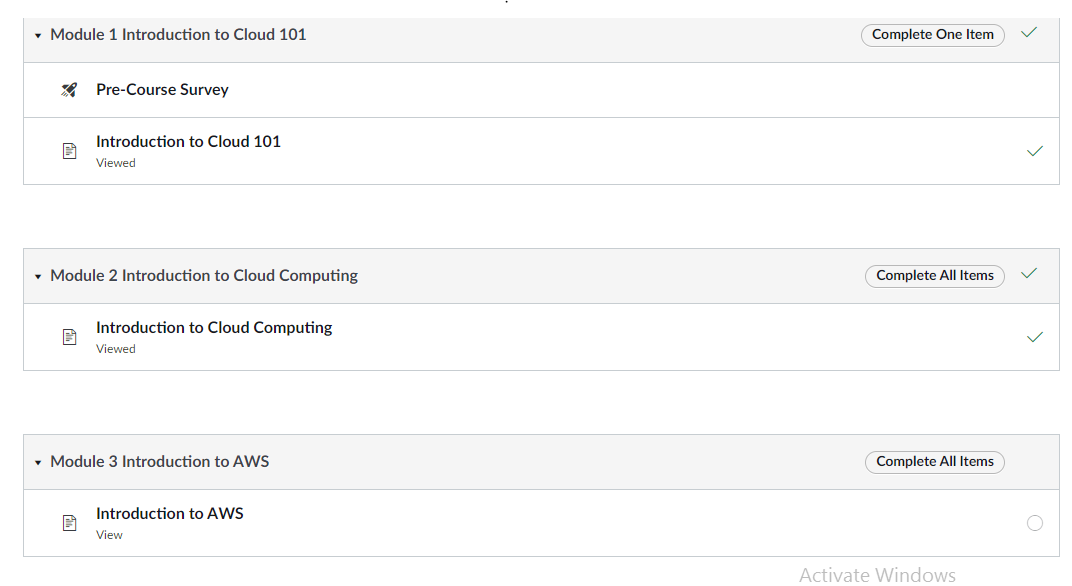 Module 1 Introduction to Cloud 101
Complete One Item
Pre-Course Survey
Introduction to Cloud 101
Viewed
Module 2 Introduction to Cloud Computing
Complete All Items
Introduction to Cloud Computing
Viewed
Module 3 Introduction to AWS
Complete All Items
Introduction to AWS
View
Activate Windows